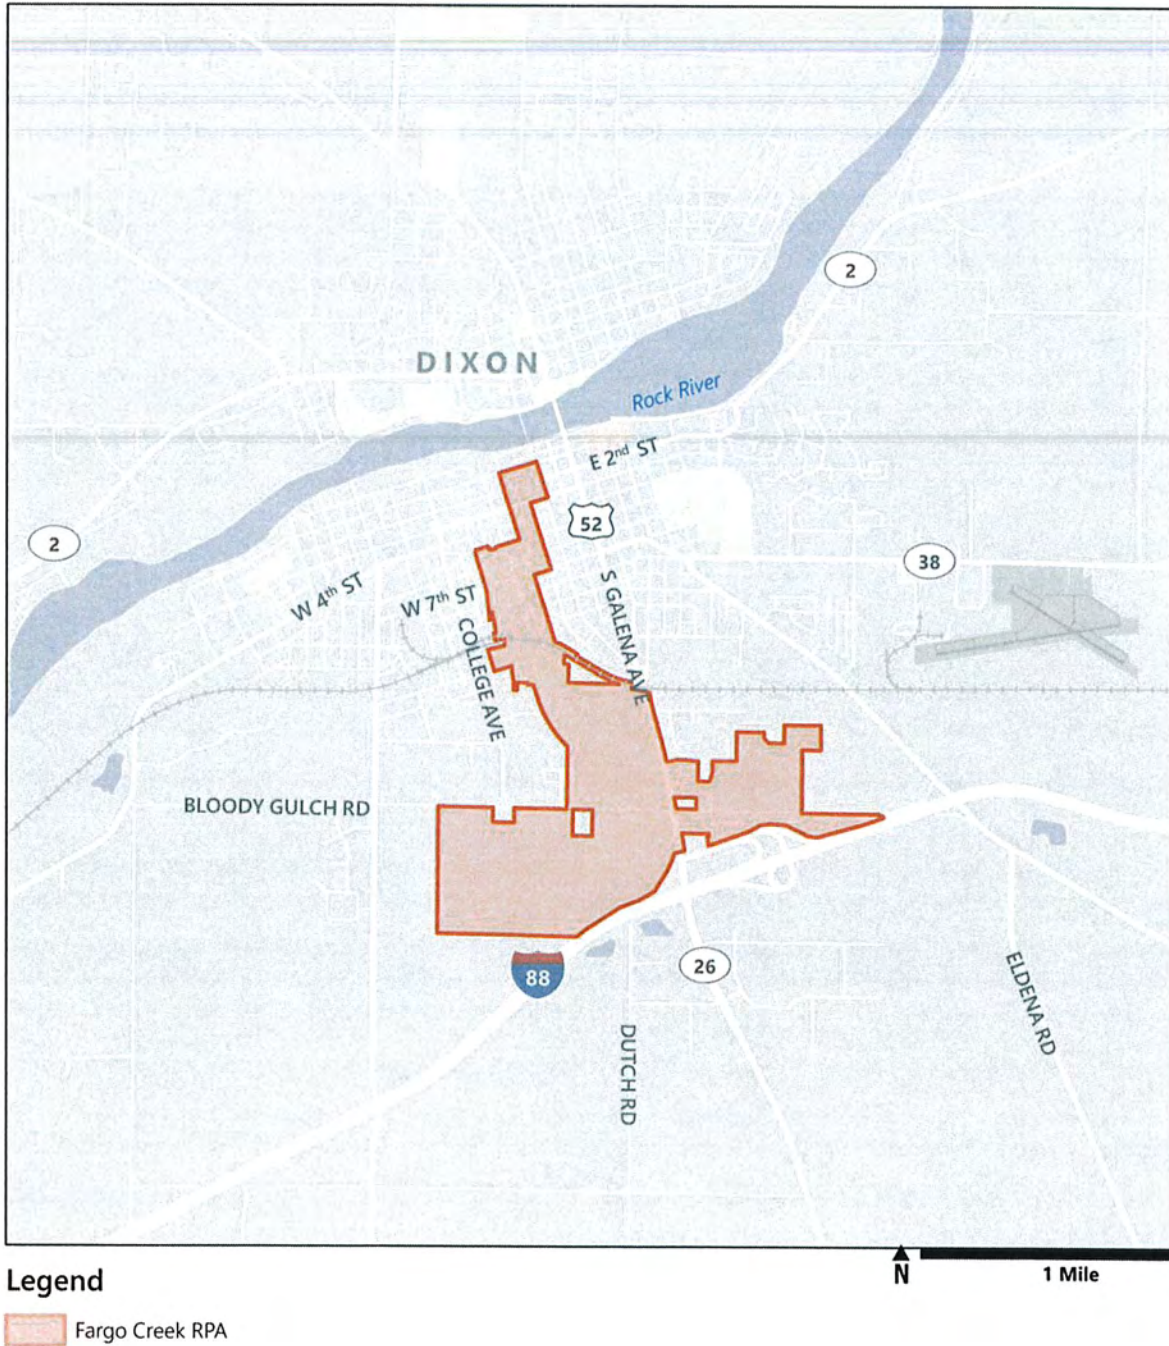 2
DIXON
Rock River
E 2nd ST
52
2
38
W 4th ST
W 7th ST
S GALENA AVE
COLLEGE AVE
BLOODY GULCH RD
88
26
ELDENA RD
DUTCH RD
N
1 Mile
Legend
Fargo Creek RPA